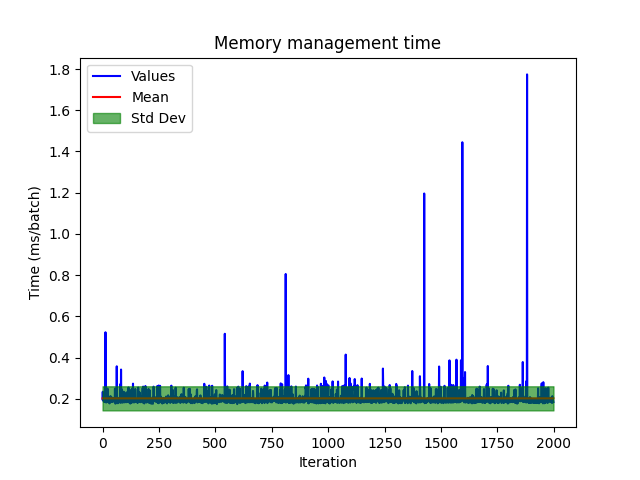 Memory management time
Values
Mean
Std Dev
Time (ms/batch)
1.8
1.6
1.4
1.2
1.0
0.8
0.6
0.4
0.2
0 250 500 750 1000 1250 1500 1750 2000
Iteration